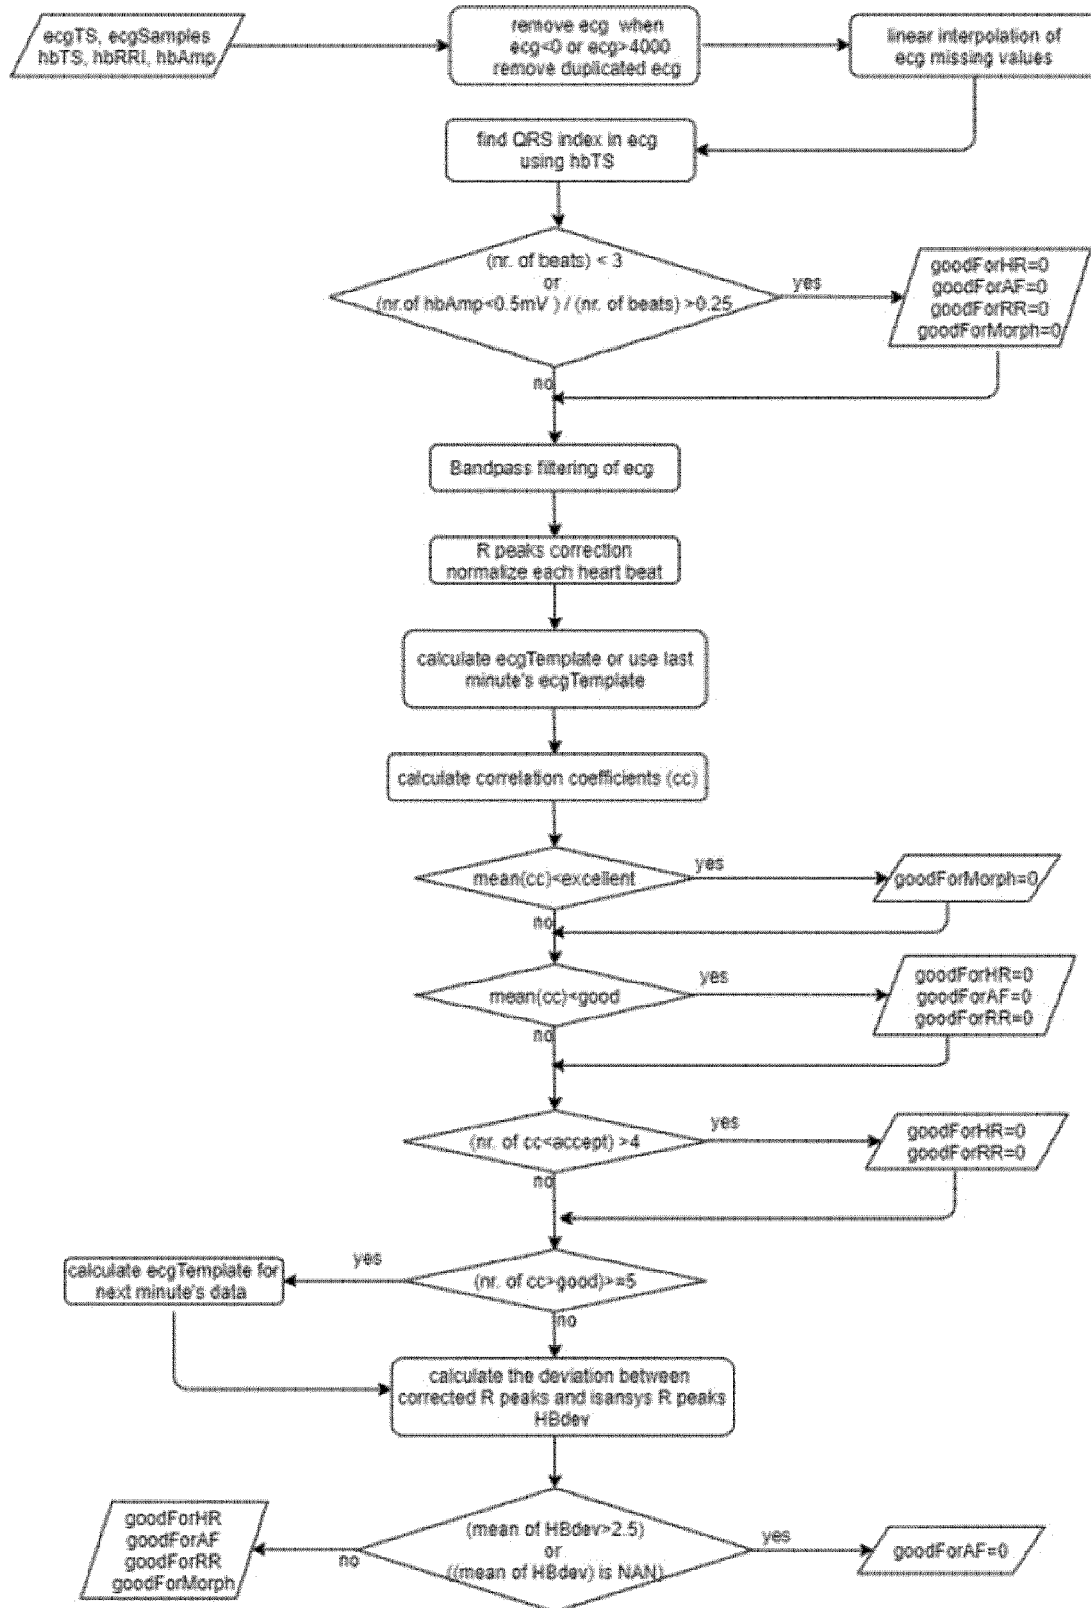 ecgTS, ecgSamples
hbTS, hbRRI, hbAmp
remove ecg when
ecg<0 or ecg>4000
remove duplicated ecg
linear interpolation of
ecg missing values
find QRS index in ecg
using hbTS
(nr. of beats) < 3
or
(nr.of hbAmp<0.5mV ) / (nr. of beats) >0.25
yes
goodForHR=0
goodForAF=0
goodForRR=0
goodForMorph=0
no
Bandpass filtering of ecg
R peaks correction
normalize each heart beat
calculate ecgTemplate or use last
minute's ecgTemplate
calculate correlation coefficients (cc)
mean(cc)<excellent
yes
goodForMorph=0
no
mean(cc)<good
yes
goodForHR=0
goodForAF=0
goodForRR=0
no
(nr. of cc<accept) >4
yes
goodForHR=0
goodForRR=0
no
(nr. of cc>good)>=5
yes
calculate ecgTemplate for
next minute's data
no
calculate the deviation between
corrected R peaks and isansys R peaks
HBdev
(mean of HBdev>2.5)
or
((mean of HBdev) is NAN)
yes
goodForAF=0
no
goodForHR
goodForAF
goodForRR
goodForMorph